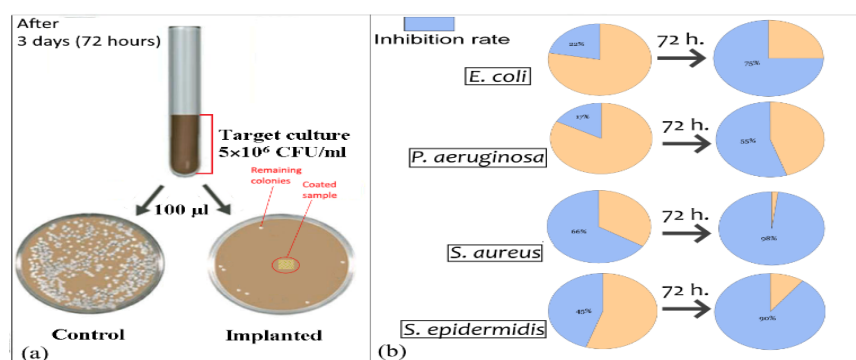 After
3 days (72 hours)
Target culture
5×10⁶ CFU/ml
Remaining
colonies
Coated
sample
100 µl
Control
Implanted
(a)
Inhibition rate
22%
72 h.
75%
E. coli
17%
72 h.
55%
P. aeruginosa
66%
72 h.
98%
S. aureus
45%
72 h.
90%
S. epidermidis
(b)